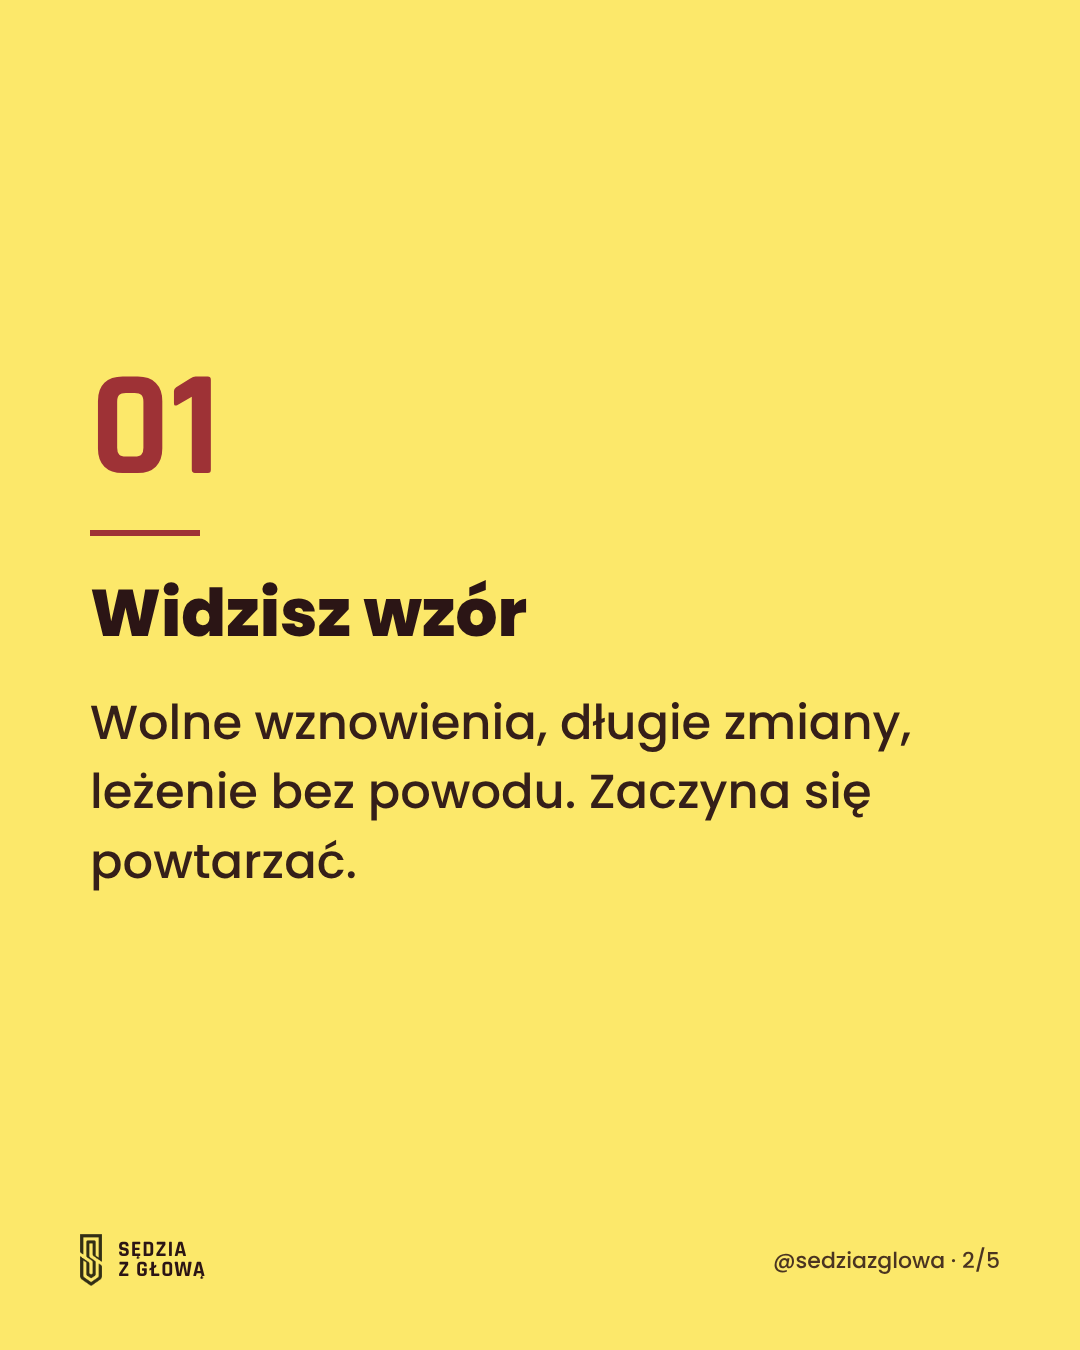 01
Widzisz wzór
Wolne wznowienia, długie zmiany,
leżenie bez powodu. Zaczyna się
powtarzać.
SĘDZIA
Z GŁOWĄ
@sedziazglowa · 2/5